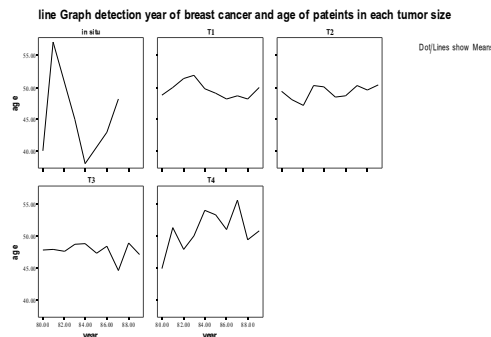 line Graph detection year of breast cancer and age of pateints in each tumor size
in situ
T1
T2
Dot/Lines show Means
55.00
50.00
45.00
40.00
age
T3
T4
55.00
50.00
45.00
40.00
age
80.00 82.00 84.00 86.00 88.00
80.00 82.00 84.00 86.00 88.00
year
year